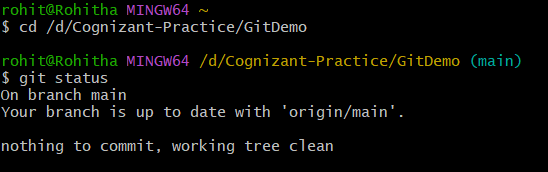 rohit@Rohitha MINGW64 ~
$ cd /d/Cognizant-Practice/GitDemo
rohit@Rohitha MINGW64 /d/Cognizant-Practice/GitDemo (main)
$ git status
On branch main
Your branch is up to date with 'origin/main'.
nothing to commit, working tree clean